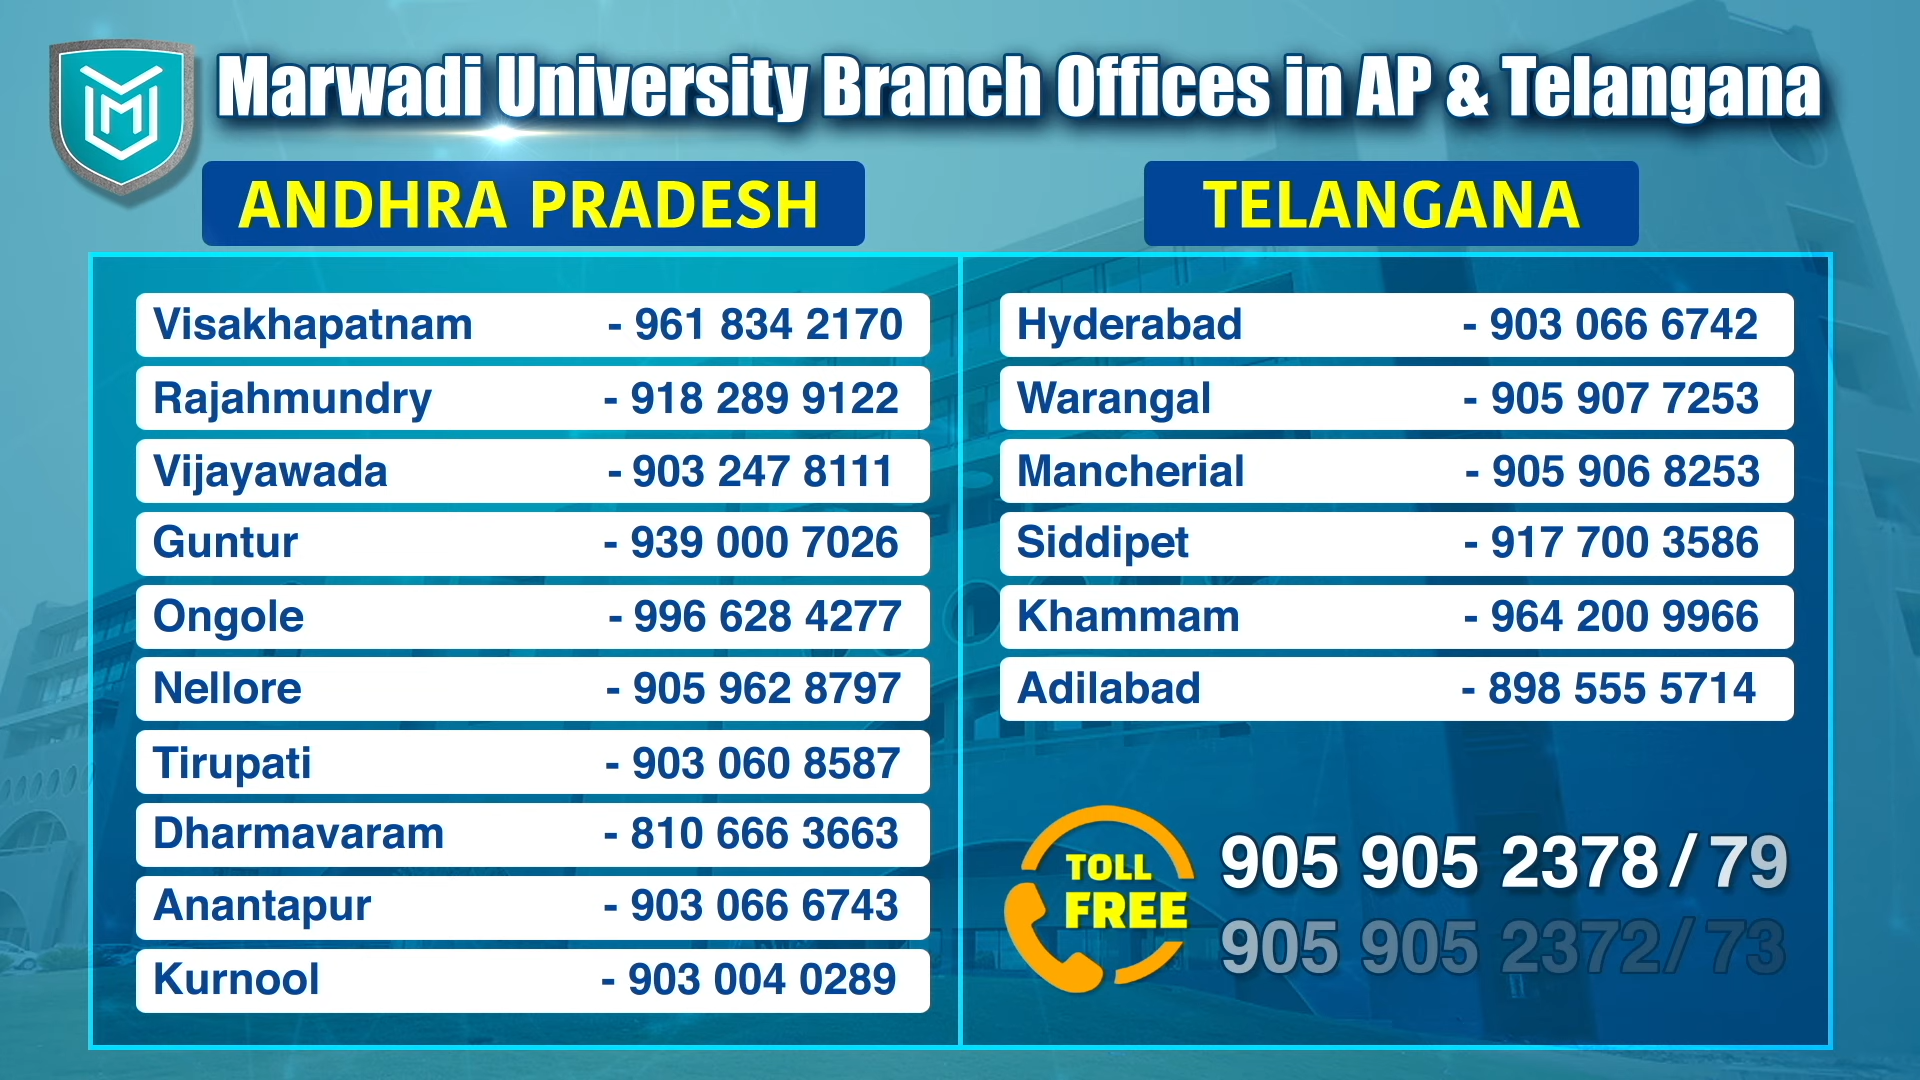 Marwadi University Branch Offices in AP & Telangana
ANDHRA PRADESH
Visakhapatnam - 961 834 2170
Rajahmundry - 918 289 9122
Vijayawada - 903 247 8111
Guntur - 939 000 7026
Ongole - 996 628 4277
Nellore - 905 962 8797
Tirupati - 903 060 8587
Dharmavaram - 810 666 3663
Anantapur - 903 066 6743
Kurnool - 903 004 0289
TELANGANA
Hyderabad - 903 066 6742
Warangal - 905 907 7253
Mancherial - 905 906 8253
Siddipet - 917 700 3586
Khammam - 964 200 9966
Adilabad - 898 555 5714
TOLL
FREE
905 905 2378 / 79
905 905 2372 / 73